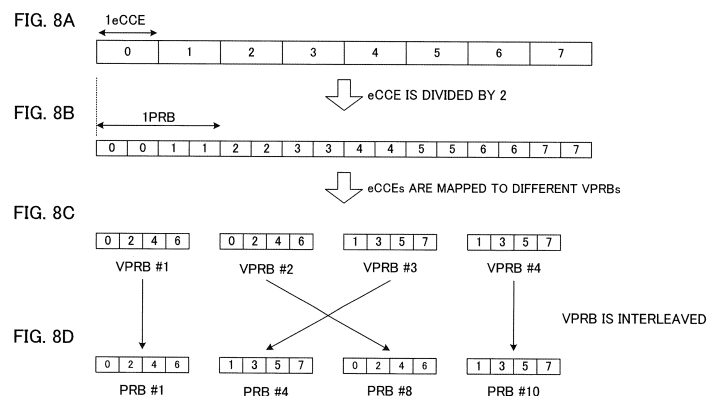 FIG. 8A
1eCCE
0 1 2 3 4 5 6 7
eCCE IS DIVIDED BY 2
FIG. 8B
1PRB
0 0 1 1 2 2 3 3 4 4 5 5 6 6 7 7
eCCEs ARE MAPPED TO DIFFERENT VPRBs
FIG. 8C
0 2 4 6 0 2 4 6 1 3 5 7 1 3 5 7
VPRB #1 VPRB #2 VPRB #3 VPRB #4
VPRB IS INTERLEAVED
FIG. 8D
0 2 4 6 1 3 5 7 0 2 4 6 1 3 5 7
PRB #1 PRB #4 PRB #8 PRB #10